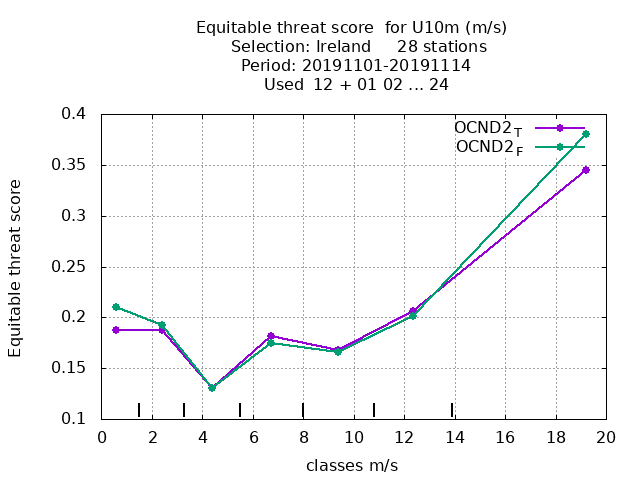 Equitable threat score  for U10m (m/s)
Selection: Ireland     28 stations
Period: 20191101-20191114
Used  12 + 01 02 ... 24
OCND2T
OCND2F
Equitable threat score
0.4
0.35
0.3
0.25
0.2
0.15
0.1
0 2 4 6 8 10 12 14 16 18 20
classes m/s